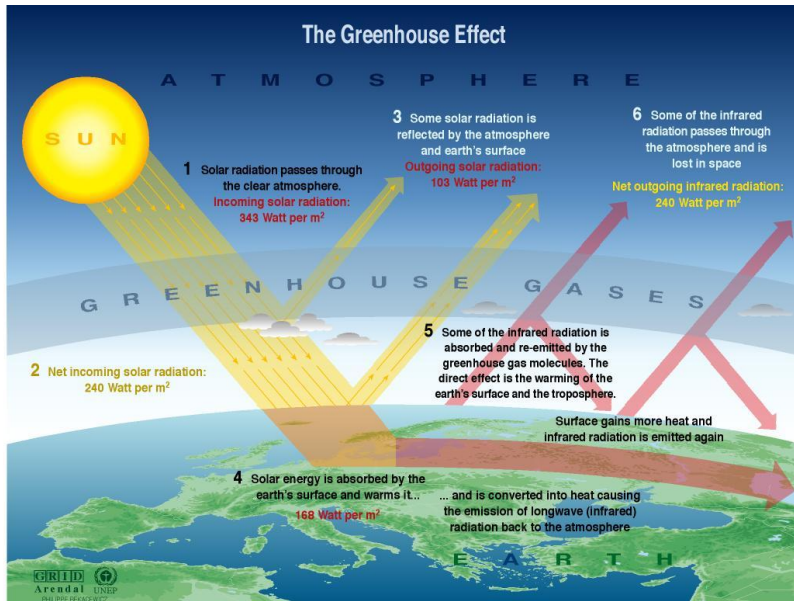 The Greenhouse Effect
ATMOSPHERE
SUN
1 Solar radiation passes through
the clear atmosphere.
Incoming solar radiation:
343 Watt per m²
3 Some solar radiation is
reflected by the atmosphere
and earth's surface
Outgoing solar radiation:
103 Watt per m²
6 Some of the infrared
radiation passes through
the atmosphere and is
lost in space
Net outgoing infrared radiation:
240 Watt per m²
GREENHOUSE GASES
2 Net incoming solar radiation:
240 Watt per m²
5 Some of the infrared radiation is
absorbed and re-emitted by the
greenhouse gas molecules. The
direct effect is the warming of the
earth's surface and the troposphere.
Surface gains more heat and
infrared radiation is emitted again
4 Solar energy is absorbed by the
earth's surface and warms it...
168 Watt per m²
... and is converted into heat causing
the emission of longwave (infrared)
radiation back to the atmosphere
EARTH
GRID
Arendal UNEP